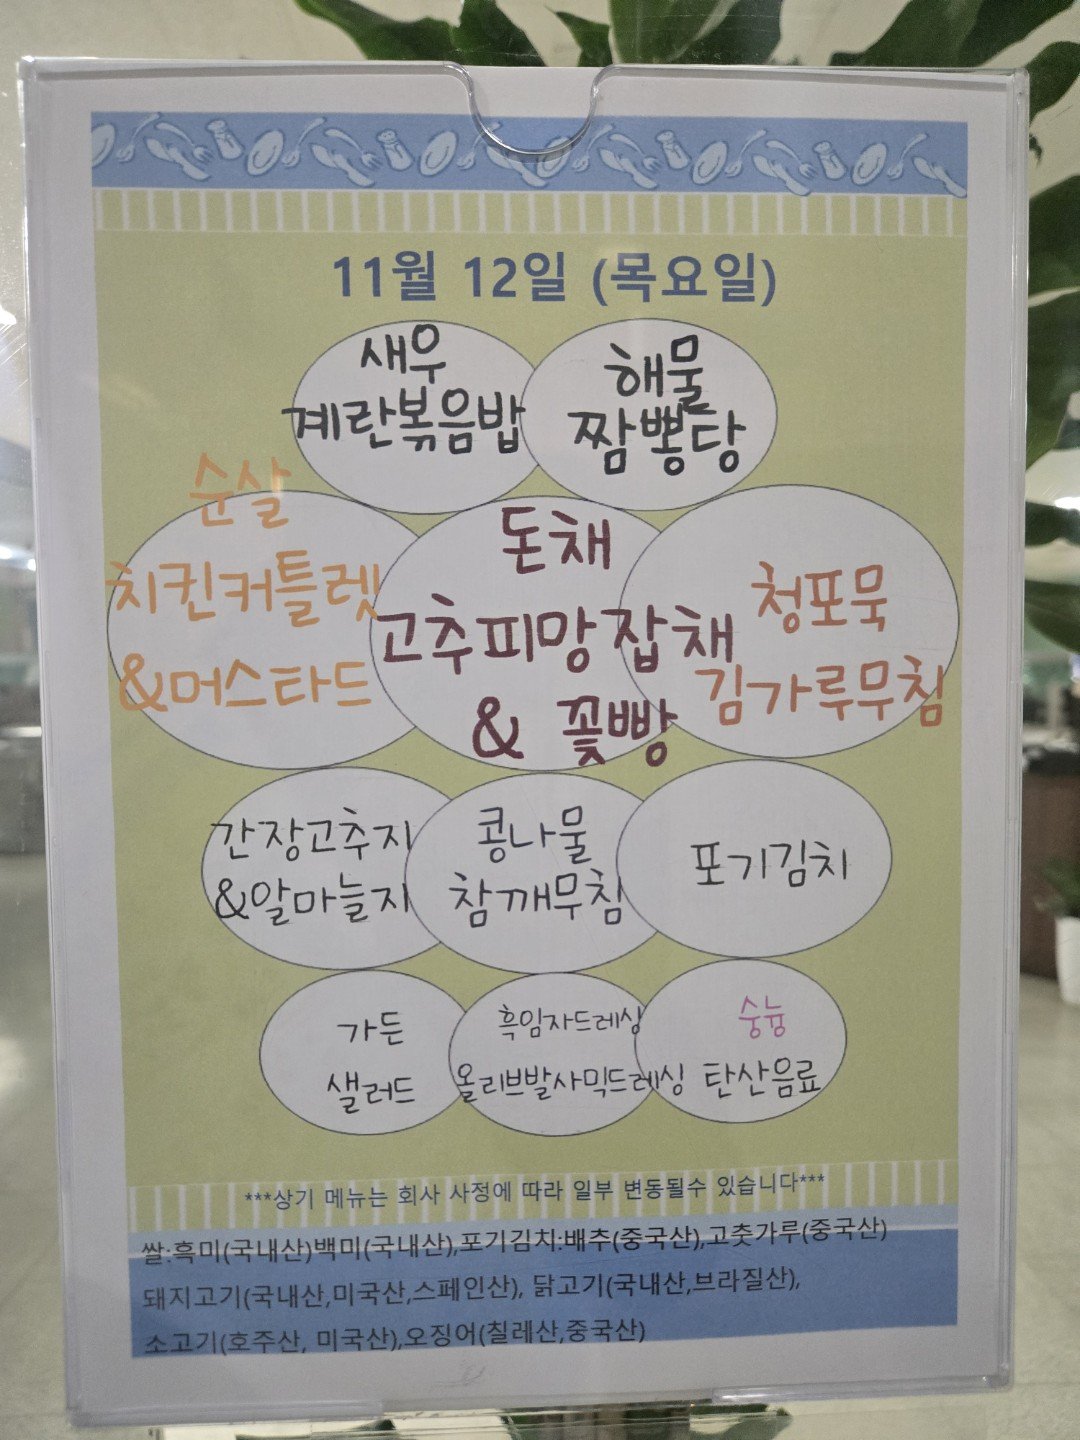 11월 12일 (목요일)
새우
계란볶음밥
해물
짬뽕탕
순살
치킨커틀렛
&머스타드
돈채
고추피망잡채
& 꽃빵
청포묵
김가루무침
간장고추지
&알마늘지
콩나물
참깨무침
포기김치
가든
샐러드
흑임자드레싱
올리브발사믹드레싱
숭늉
탄산음료
***상기 메뉴는 회사 사정에 따라 일부 변동될수 있습니다***
쌀:흑미(국내산)백미(국내산),포기김치:배추(중국산),고춧가루(중국산)
돼지고기(국내산,미국산,스페인산), 닭고기(국내산,브라질산),
소고기(호주산, 미국산),오징어(칠레산,중국산)